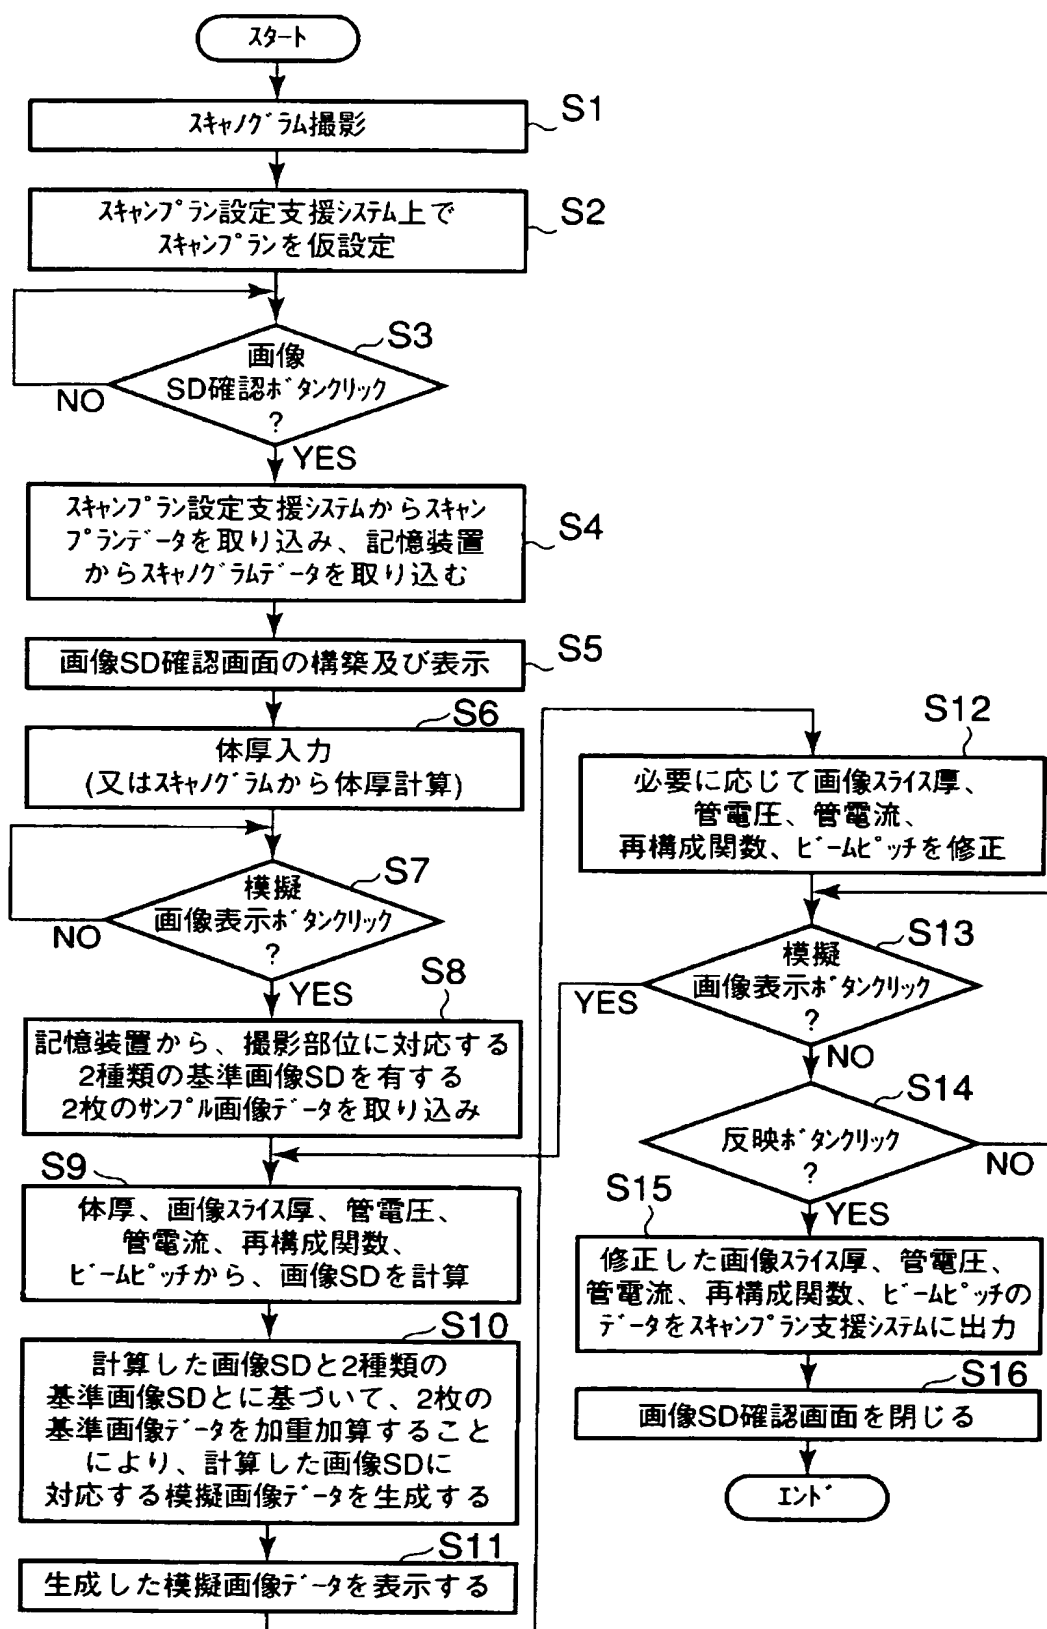 スタート
スキャノグラム撮影
S1
スキャンプラン設定支援システム上で
スキャンプランを仮設定
S2
画像
SD確認ボタンクリック
?
S3
NO
YES
スキャンプラン設定支援システムからスキャン
プランデータを取り込み、記憶装置
からスキャノグラムデータを取り込む
S4
画像SD確認画面の構築及び表示
S5
S6
体厚入力
(又はスキャノグラムから体厚計算)
模擬
画像表示ボタンクリック
?
S7
NO
YES
S8
記憶装置から、撮影部位に対応する
2種類の基準画像SDを有する
2枚のサンプル画像データを取り込み
S9
体厚、画像スライス厚、管電圧、
管電流、再構成関数、
ビームピッチから、画像SDを計算
S10
計算した画像SDと2種類の
基準画像SDとに基づいて、2枚の
基準画像データを加重加算すること
により、計算した画像SDに
対応する模擬画像データを生成する
S11
生成した模擬画像データを表示する
S12
必要に応じて画像スライス厚、
管電圧、管電流、
再構成関数、ビームピッチを修正
S13
模擬
画像表示ボタンクリック
?
YES
NO
S14
反映ボタンクリック
?
NO
YES
S15
修正した画像スライス厚、管電圧、
管電流、再構成関数、ビームピッチの
データをスキャンプラン支援システムに出力
S16
画像SD確認画面を閉じる
エンド